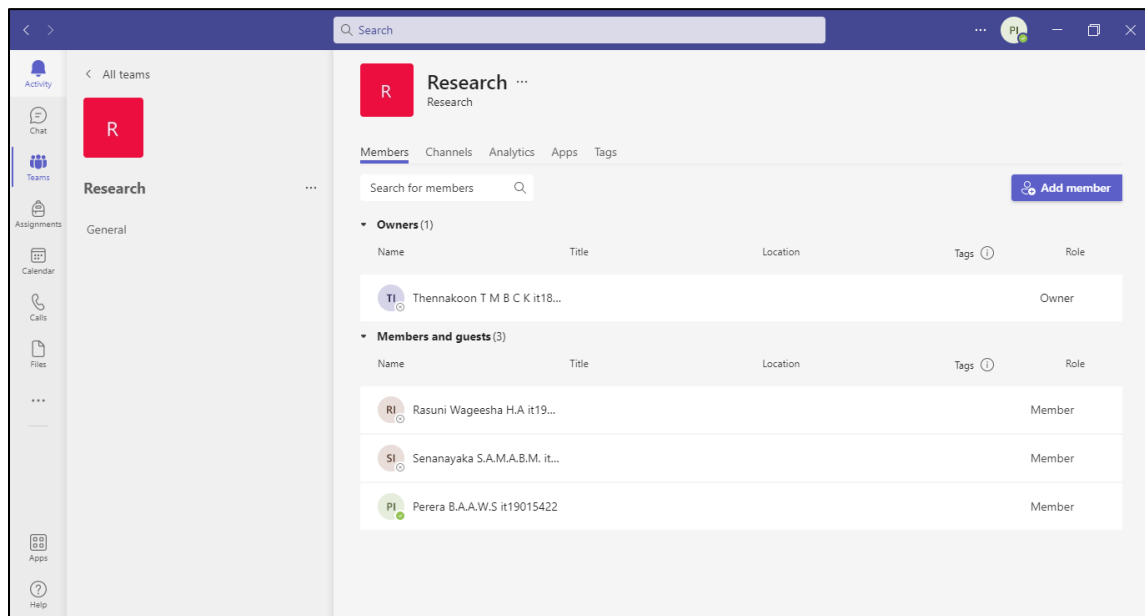 Search
PI
Activity
Chat
Teams
Assignments
Calendar
Calls
Files
Apps
Help
All teams
R
Research
General
R
Research
Research
Members Channels Analytics Apps Tags
Search for members
Add member
Owners (1)
Name Title Location Tags Role
TI Thennakoon T M B C K it18... Owner
Members and guests (3)
Name Title Location Tags Role
RI Rasuni Wageesha H.A it19... Member
SI Senanayaka S.A.M.A.B.M. it... Member
PI Perera B.A.A.W.S it19015422 Member